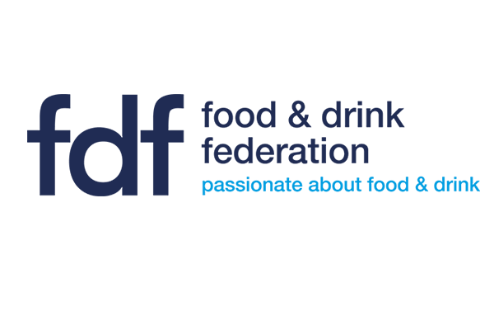 fdf
food & drink
federation
passionate about food & drink